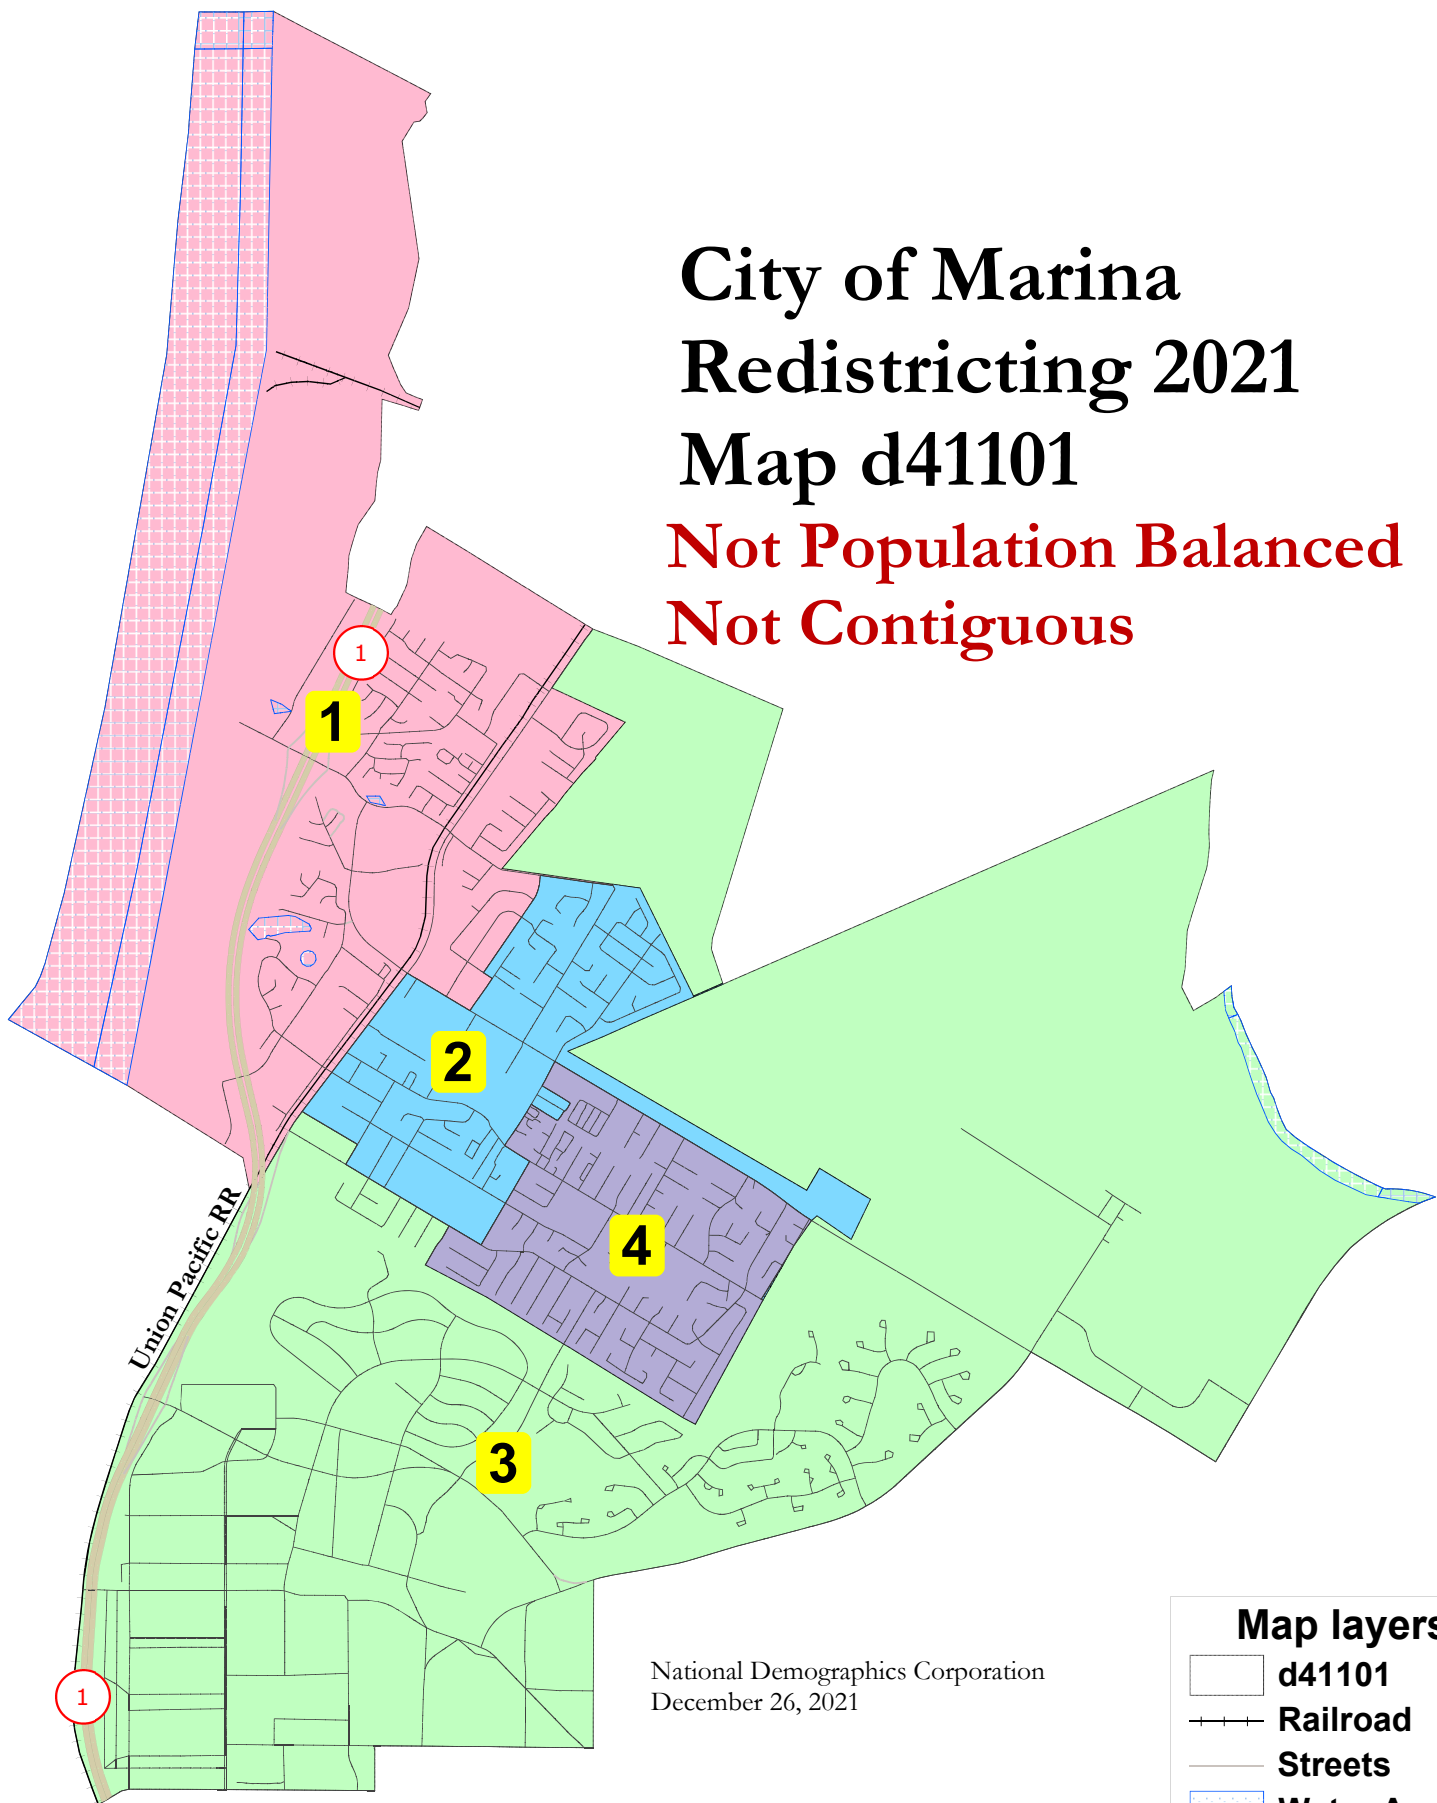 City of Marina
Redistricting 2021
Map d41101
Not Population Balanced
Not Contiguous
1
1
2
4
Union Pacific RR
3
1
National Demographics Corporation
December 26, 2021
Map layers
d41101
Railroad
Streets